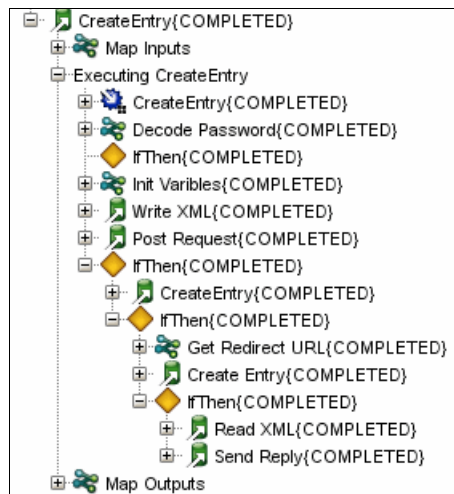 CreateEntry{COMPLETED}
Map Inputs
Executing CreateEntry
CreateEntry{COMPLETED}
Decode Password{COMPLETED}
IfThen{COMPLETED}
Init Varibles{COMPLETED}
Write XML{COMPLETED}
Post Request{COMPLETED}
IfThen{COMPLETED}
CreateEntry{COMPLETED}
IfThen{COMPLETED}
Get Redirect URL{COMPLETED}
Create Entry{COMPLETED}
IfThen{COMPLETED}
Read XML{COMPLETED}
Send Reply{COMPLETED}
Map Outputs